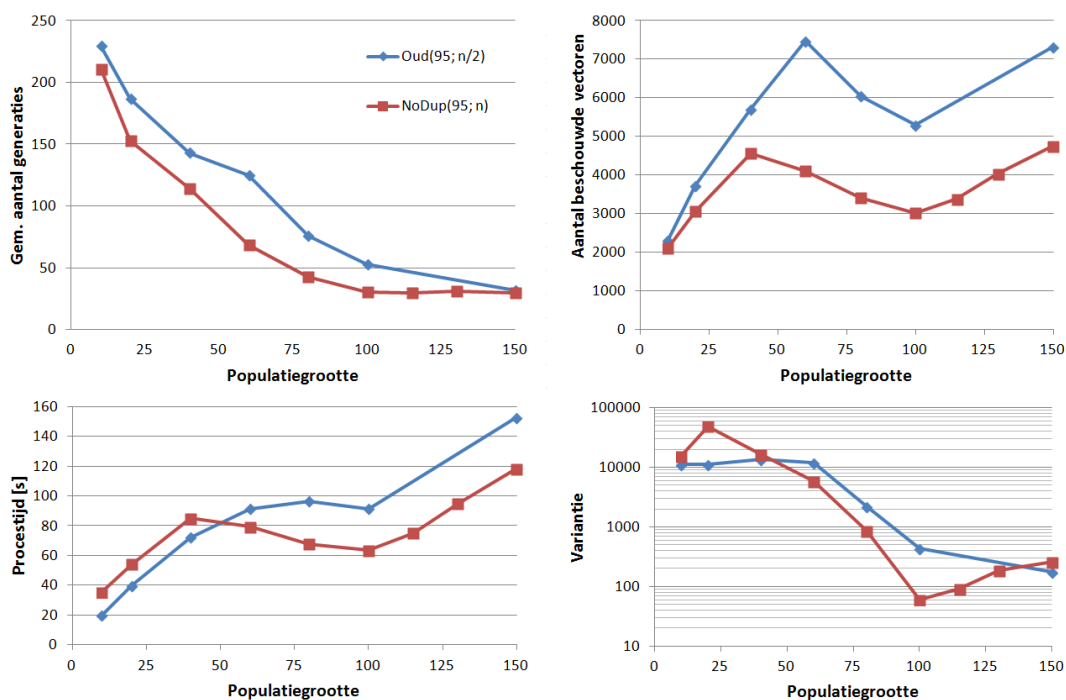 Gem. aantal generaties
250
200
150
100
50
0
0 25 50 75 100 125 150
Populatiegrootte
Oud(95; n/2)
NoDup(95; n)
Aantal beschouwde vectoren
8000
7000
6000
5000
4000
3000
2000
1000
0
0 25 50 75 100 125 150
Populatiegrootte
Procestijd [s]
160
140
120
100
80
60
40
20
0
0 25 50 75 100 125 150
Populatiegrootte
Variantie
100000
10000
1000
100
10
0 25 50 75 100 125 150
Populatiegrootte